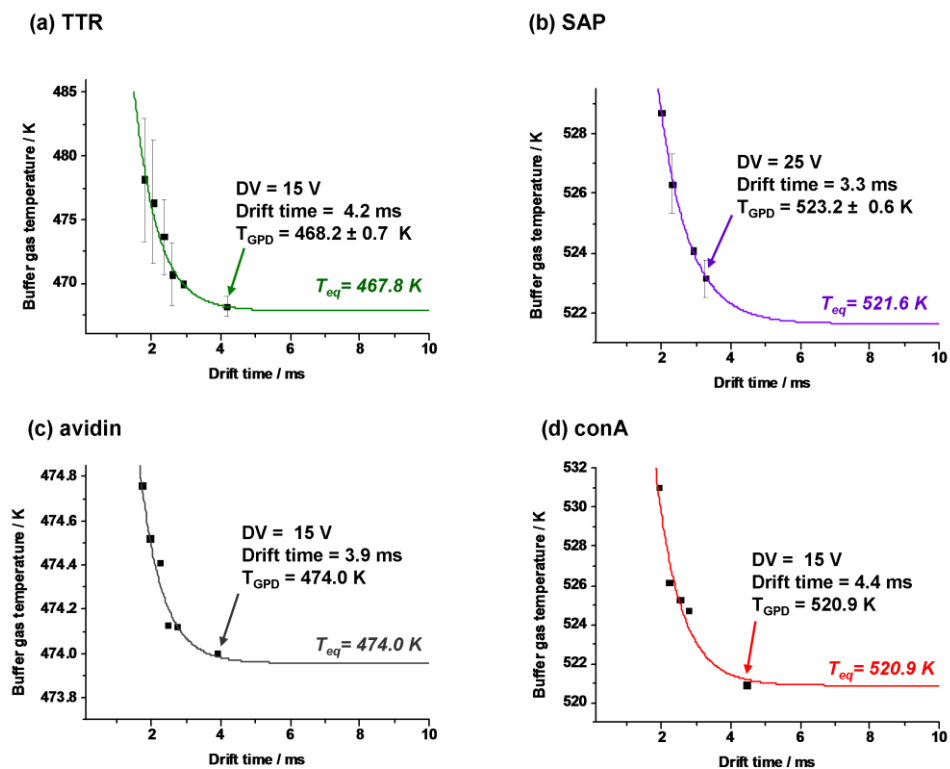 (a) TTR
485
480
475
470
2
4
6
8
10
Buffer gas temperature / K
Drift time / ms
DV = 15 V
Drift time = 4.2 ms
T_GPD = 468.2 ± 0.7 K
T_eq = 467.8 K
(b) SAP
528
526
524
522
2
4
6
8
10
Buffer gas temperature / K
Drift time / ms
DV = 25 V
Drift time = 3.3 ms
T_GPD = 523.2 ± 0.6 K
T_eq = 521.6 K
(c) avidin
474.8
474.6
474.4
474.2
474.0
473.8
2
4
6
8
10
Buffer gas temperature / K
Drift time / ms
DV = 15 V
Drift time = 3.9 ms
T_GPD = 474.0 K
T_eq = 474.0 K
(d) conA
532
530
528
526
524
522
520
2
4
6
8
10
Buffer gas temperature / K
Drift time / ms
DV = 15 V
Drift time = 4.4 ms
T_GPD = 520.9 K
T_eq = 520.9 K